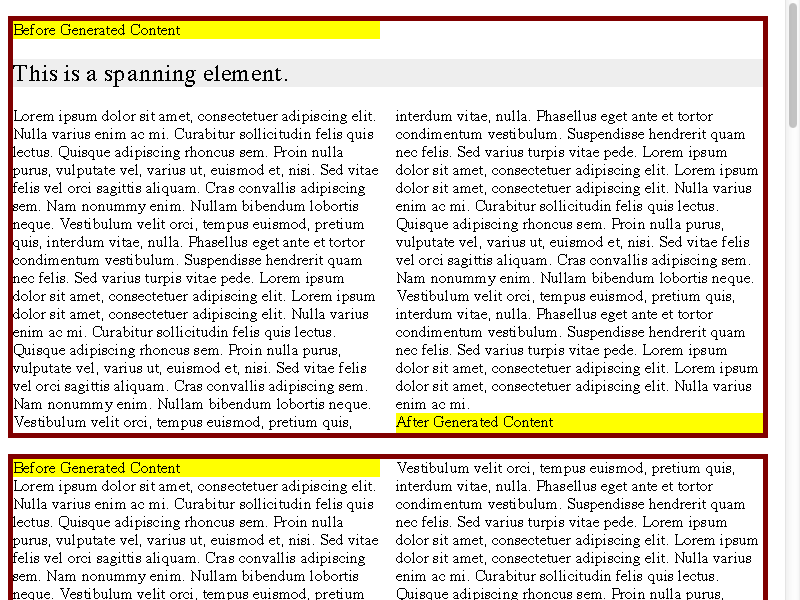 Before Generated Content
This is a spanning element.
Lorem ipsum dolor sit amet, consectetuer adipiscing elit.
Nulla varius enim ac mi. Curabitur sollicitudin felis quis
lectus. Quisque adipiscing rhoncus sem. Proin nulla
purus, vulputate vel, varius ut, euismod et, nisi. Sed vitae
felis vel orci sagittis aliquam. Cras convallis adipiscing
sem. Nam nonummy enim. Nullam bibendum lobortis
neque. Vestibulum velit orci, tempus euismod, pretium
quis, interdum vitae, nulla. Phasellus eget ante et tortor
condimentum vestibulum. Suspendisse hendrerit quam
nec felis. Sed varius turpis vitae pede. Lorem ipsum
dolor sit amet, consectetuer adipiscing elit. Lorem ipsum
dolor sit amet, consectetuer adipiscing elit. Nulla varius
enim ac mi. Curabitur sollicitudin felis quis lectus.
Quisque adipiscing rhoncus sem. Proin nulla purus,
vulputate vel, varius ut, euismod et, nisi. Sed vitae felis
vel orci sagittis aliquam. Cras convallis adipiscing sem.
Nam nonummy enim. Nullam bibendum lobortis neque.
Vestibulum velit orci, tempus euismod, pretium quis,
interdum vitae, nulla. Phasellus eget ante et tortor
condimentum vestibulum. Suspendisse hendrerit quam
nec felis. Sed varius turpis vitae pede. Lorem ipsum
dolor sit amet, consectetuer adipiscing elit. Lorem ipsum
dolor sit amet, consectetuer adipiscing elit. Nulla varius
enim ac mi. Curabitur sollicitudin felis quis lectus.
Quisque adipiscing rhoncus sem. Proin nulla purus,
vulputate vel, varius ut, euismod et, nisi. Sed vitae felis
vel orci sagittis aliquam. Cras convallis adipiscing sem.
Nam nonummy enim. Nullam bibendum lobortis neque.
Vestibulum velit orci, tempus euismod, pretium quis,
interdum vitae, nulla. Phasellus eget ante et tortor
condimentum vestibulum. Suspendisse hendrerit quam
nec felis. Sed varius turpis vitae pede. Lorem ipsum
dolor sit amet, consectetuer adipiscing elit. Lorem ipsum
dolor sit amet, consectetuer adipiscing elit. Nulla varius
enim ac mi.
After Generated Content
Before Generated Content
Lorem ipsum dolor sit amet, consectetuer adipiscing elit.
Nulla varius enim ac mi. Curabitur sollicitudin felis quis
lectus. Quisque adipiscing rhoncus sem. Proin nulla
purus, vulputate vel, varius ut, euismod et, nisi. Sed vitae
felis vel orci sagittis aliquam. Cras convallis adipiscing
sem. Nam nonummy enim. Nullam bibendum lobortis
neque. Vestibulum velit orci, tempus euismod, pretium
Vestibulum velit orci, tempus euismod, pretium quis,
interdum vitae, nulla. Phasellus eget ante et tortor
condimentum vestibulum. Suspendisse hendrerit quam
nec felis. Sed varius turpis vitae pede. Lorem ipsum
dolor sit amet, consectetuer adipiscing elit. Lorem ipsum
dolor sit amet, consectetuer adipiscing elit. Nulla varius
enim ac mi. Curabitur sollicitudin felis quis lectus.
Quisque adipiscing rhoncus sem. Proin nulla purus,